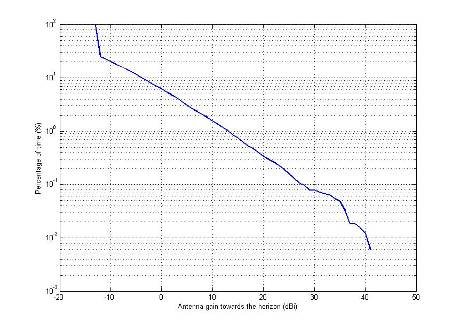 10²
10¹
10⁰
10⁻¹
10⁻²
10⁻³
Percentage of time (%)
-20 -10 0 10 20 30 40 50
Antenna gain towards the horizon (dBi)